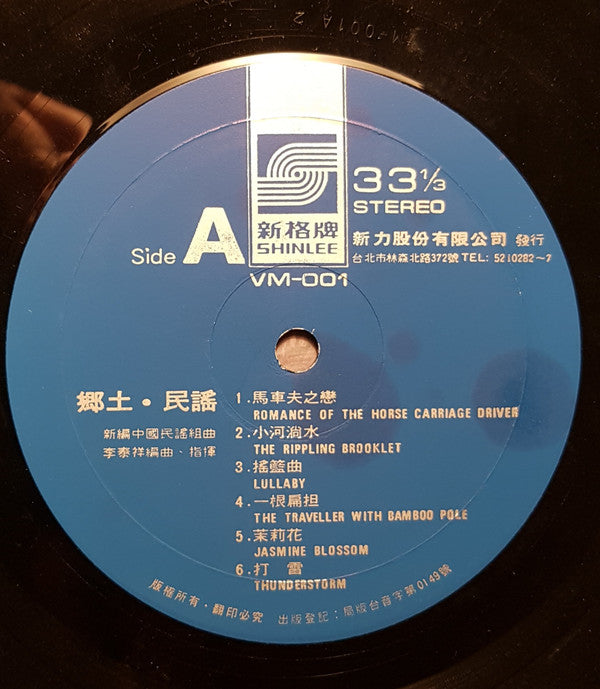 新格牌
SHINLEE
33⅓
STEREO
Side A
VM-001
新力股份有限公司 發行
台北市林森北路372號 TEL: 5210282~7
鄉土·民謠
新編中國民謠組曲
李泰祥編曲、指揮
1. 馬車夫之戀
ROMANCE OF THE HORSE CARRIAGE DRIVER
2. 小河淌水
THE RIPPLING BROOKLET
3. 搖籃曲
LULLABY
4. 一根扁担
THE TRAVELLER WITH BAMBOO POLE
5. 茉莉花
JASMINE BLOSSOM
6. 打雷
THUNDERSTORM
版權所有·翻印必究 出版登記：局版台音字第0149號